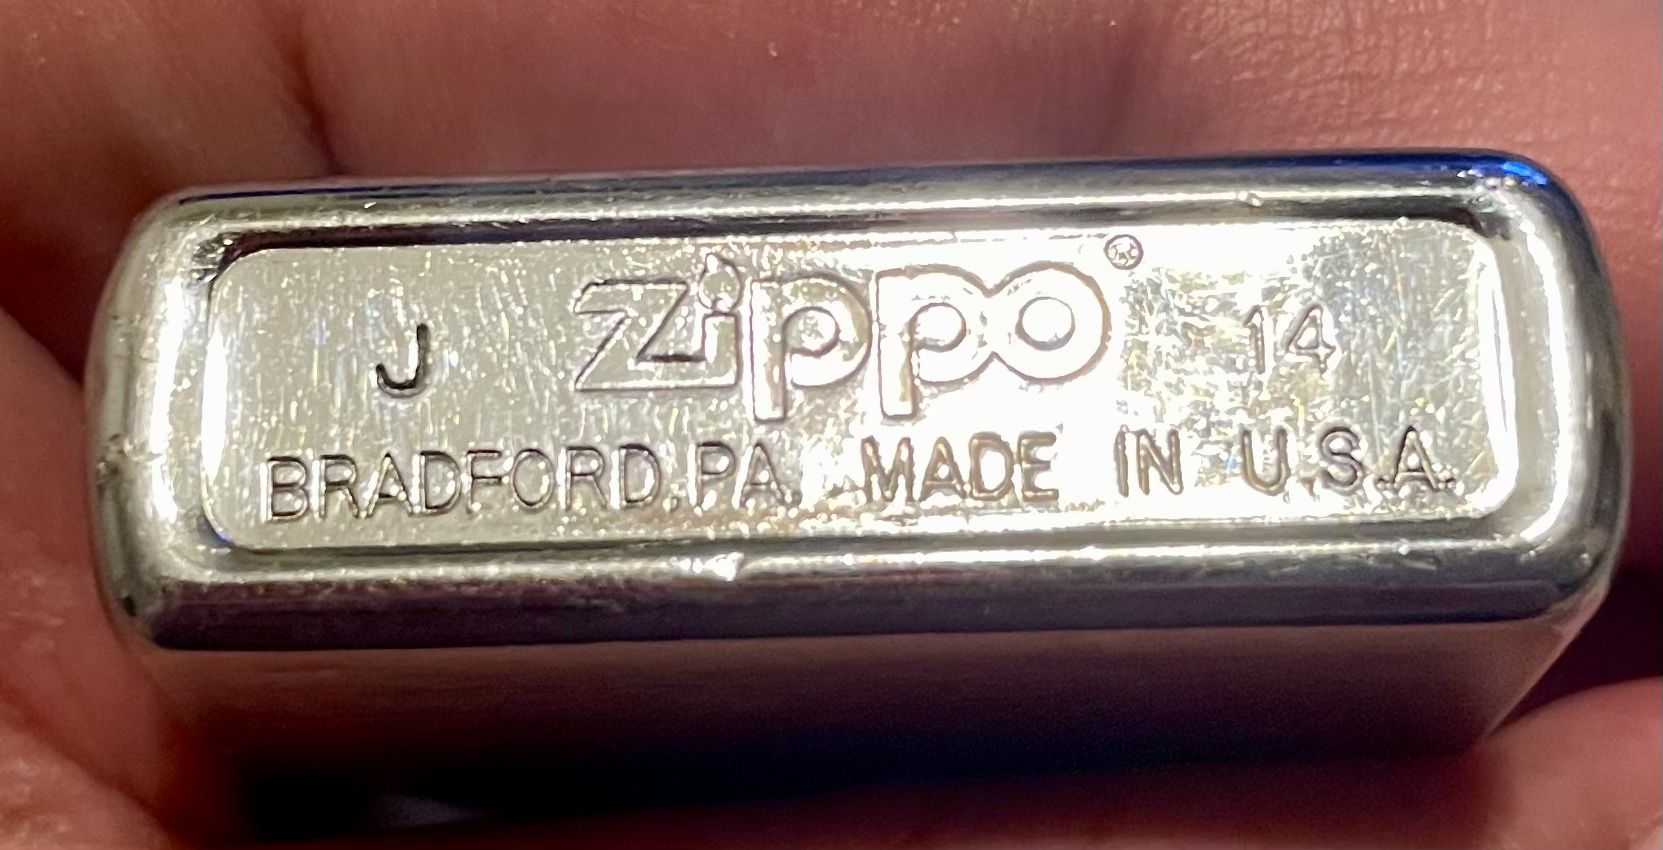 J zippo® 14
BRADFORD,PA. MADE IN U.S.A.